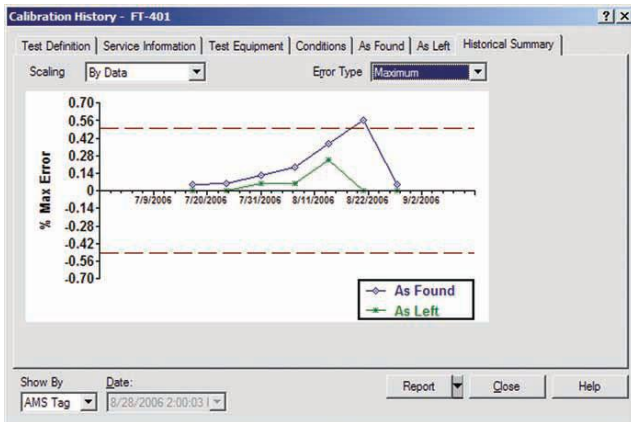 Calibration History - FT-401
Test Definition Service Information Test Equipment Conditions As Found As Left Historical Summary
Scaling By Data Error Type Maximum
% Max Error
0.70
0.56
0.42
0.28
0.14
0
-0.14
-0.28
-0.42
-0.56
-0.70
7/9/2006 7/20/2006 7/31/2006 8/11/2006 8/22/2006 9/2/2006
As Found
As Left
Show By Date:
AMS Tag 8/28/2006 2:00:03 Report Close Help